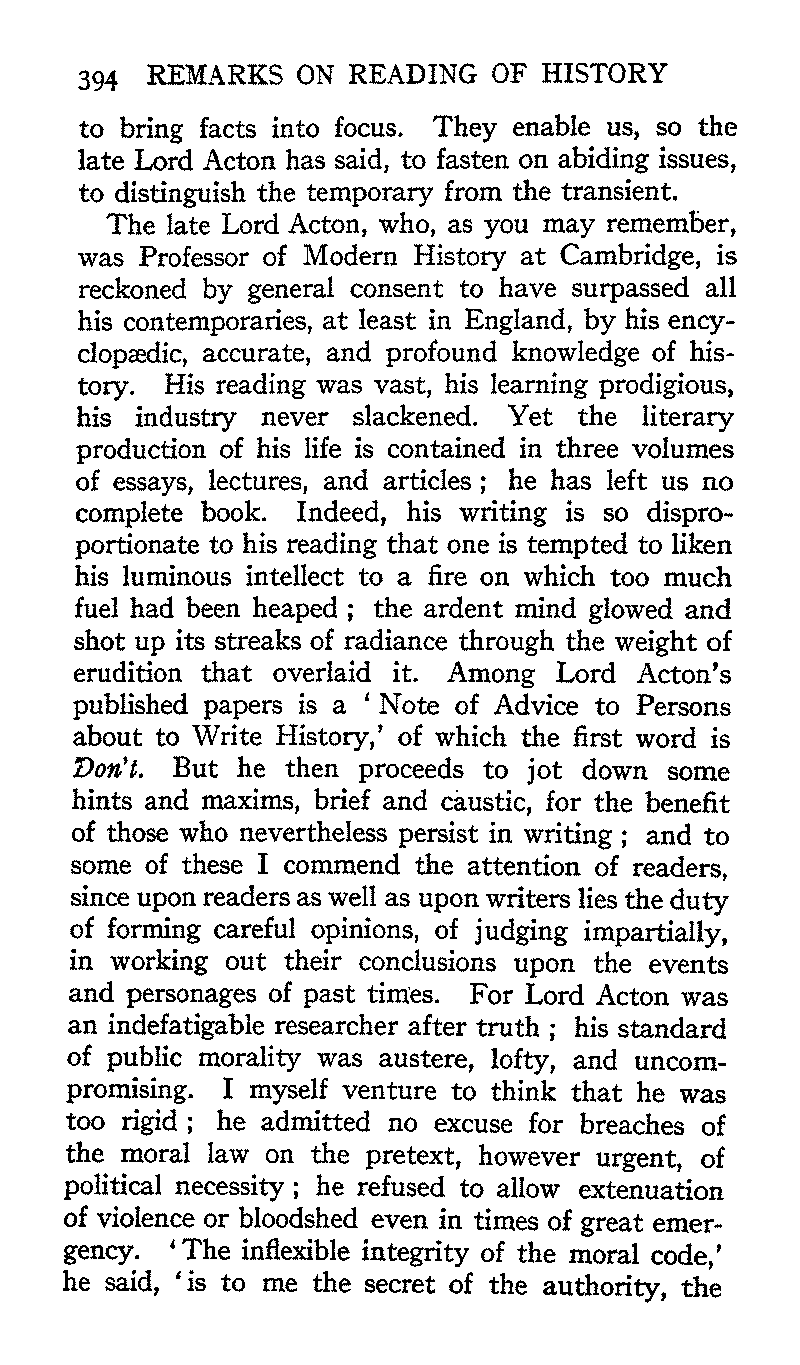 394 REMARKS ON READING OF HISTORY
to bring facts into focus. They enable us, so the
late Lord Acton has said, to fasten on abiding issues,
to distinguish the temporary from the transient.
The late Lord Acton, who, as you may remember,
was Professor of Modern History at Cambridge, is
reckoned by general consent to have surpassed all
his contemporaries, at least in England, by his ency-
clopædic, accurate, and profound knowledge of his-
tory. His reading was vast, his learning prodigious,
his industry never slackened. Yet the literary
production of his life is contained in three volumes
of essays, lectures, and articles ; he has left us no
complete book. Indeed, his writing is so dispro-
portionate to his reading that one is tempted to liken
his luminous intellect to a fire on which too much
fuel had been heaped ; the ardent mind glowed and
shot up its streaks of radiance through the weight of
erudition that overlaid it. Among Lord Acton's
published papers is a ‘ Note of Advice to Persons
about to Write History,’ of which the first word is
Don't. But he then proceeds to jot down some
hints and maxims, brief and caustic, for the benefit
of those who nevertheless persist in writing ; and to
some of these I commend the attention of readers,
since upon readers as well as upon writers lies the duty
of forming careful opinions, of judging impartially,
in working out their conclusions upon the events
and personages of past times. For Lord Acton was
an indefatigable researcher after truth ; his standard
of public morality was austere, lofty, and uncom-
promising. I myself venture to think that he was
too rigid ; he admitted no excuse for breaches of
the moral law on the pretext, however urgent, of
political necessity ; he refused to allow extenuation
of violence or bloodshed even in times of great emer-
gency. ‘ The inflexible integrity of the moral code,’
he said, ‘ is to me the secret of the authority, the